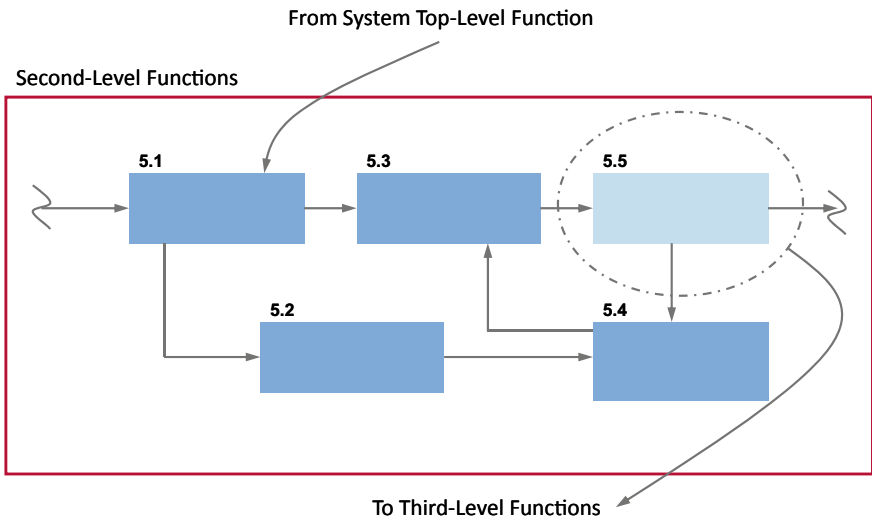 From System Top-Level Function
Second-Level Functions
5.1
5.3
5.5
5.2
5.4
To Third-Level Functions